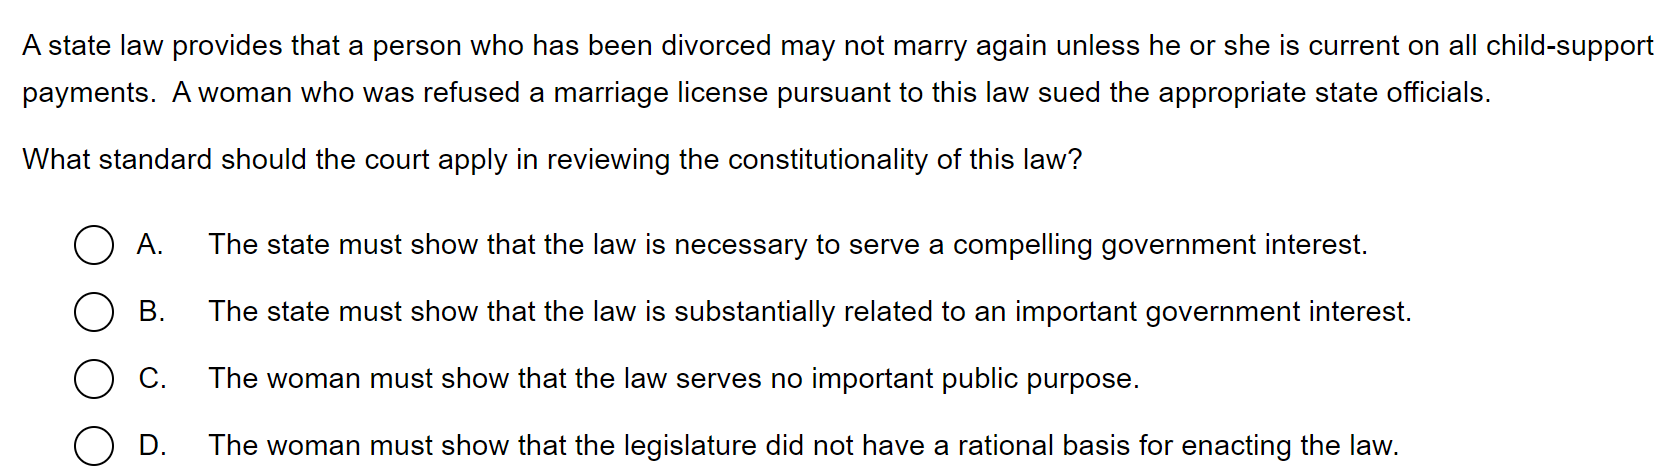 A state law provides that a person who has been divorced may not marry again unless he or she is current on all child-support
payments.  A woman who was refused a marriage license pursuant to this law sued the appropriate state officials.
What standard should the court apply in reviewing the constitutionality of this law?
A. The state must show that the law is necessary to serve a compelling government interest.
B. The state must show that the law is substantially related to an important government interest.
C. The woman must show that the law serves no important public purpose.
D. The woman must show that the legislature did not have a rational basis for enacting the law.